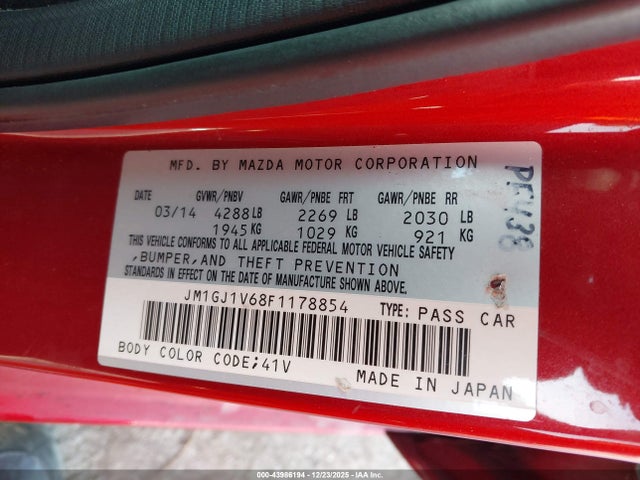 MFD. BY MAZDA MOTOR CORPORATION
DATE GVWR/PNBV GAWR/PNBE FRT GAWR/PNBE RR
03/14 4288 LB 2269 LB 2030 LB
1945 KG 1029 KG 921 KG
THIS VEHICLE CONFORMS TO ALL APPLICABLE FEDERAL MOTOR VEHICLE SAFETY
,BUMPER,AND THEFT PREVENTION
STANDARDS IN EFFECT ON THE DATE OF MANUFACTURE SHOWN ABOVE.
JM1GJ1V68F1178854 TYPE: PASS CAR
BODY COLOR CODE;41V
MADE IN JAPAN
000-43986194 | 12/23/2025 | IAA Inc.